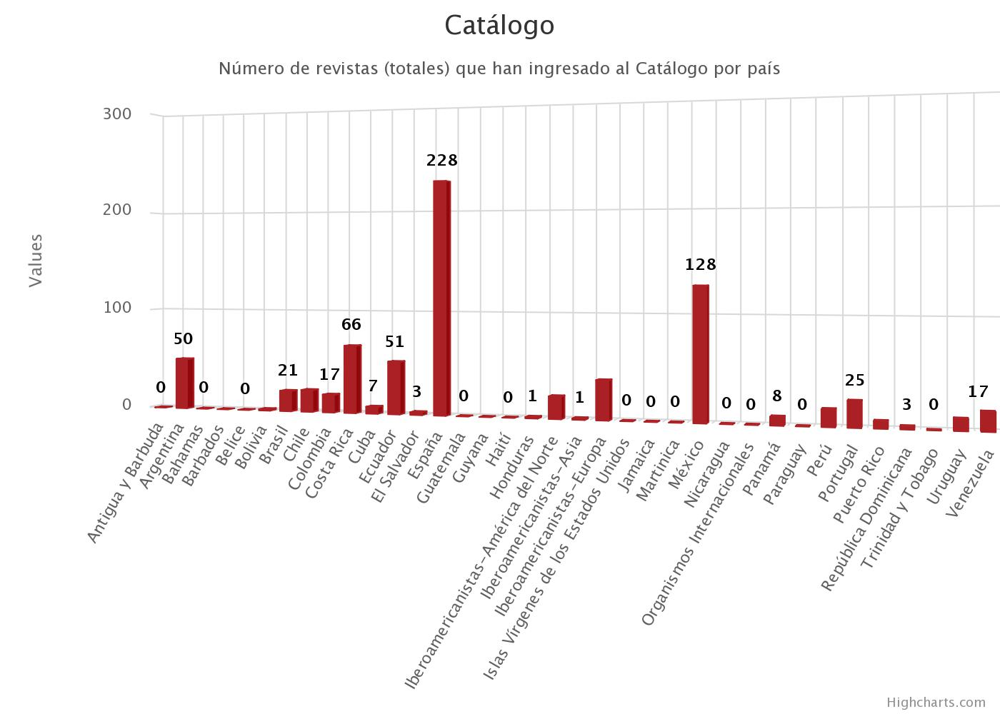 Catálogo
Número de revistas (totales) que han ingresado al Catálogo por país
Values
300
200
100
0
0
50
0
0
21
17
66
7
51
3
228
0
0
1
1
0
0
0
128
0
0
8
0
25
3
0
17
Antigua y Barbuda
Argentina
Bahamas
Barbados
Belice
Bolivia
Brasil
Chile
Colombia
Costa Rica
Cuba
Ecuador
El Salvador
España
Guatemala
Guyana
Haití
Honduras
Iberoamericanistas-América del Norte
Iberoamericanistas-Asia
Iberoamericanistas-Europa
Islas Vírgenes de los Estados Unidos
Jamaica
Martinica
México
Nicaragua
Organismos Internacionales
Panamá
Paraguay
Perú
Portugal
Puerto Rico
República Dominicana
Trinidad y Tobago
Uruguay
Venezuela
Highcharts.com